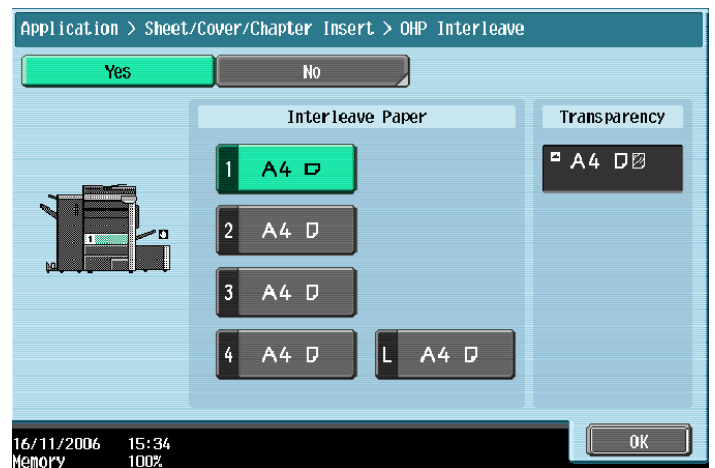 Application > Sheet/Cover/Chapter Insert > OHP Interleave
Yes
No
Interleave Paper
Transparency
1 A4
A4
2 A4
3 A4
4 A4
L A4
1
16/11/2006 15:34
Memory 100%
OK